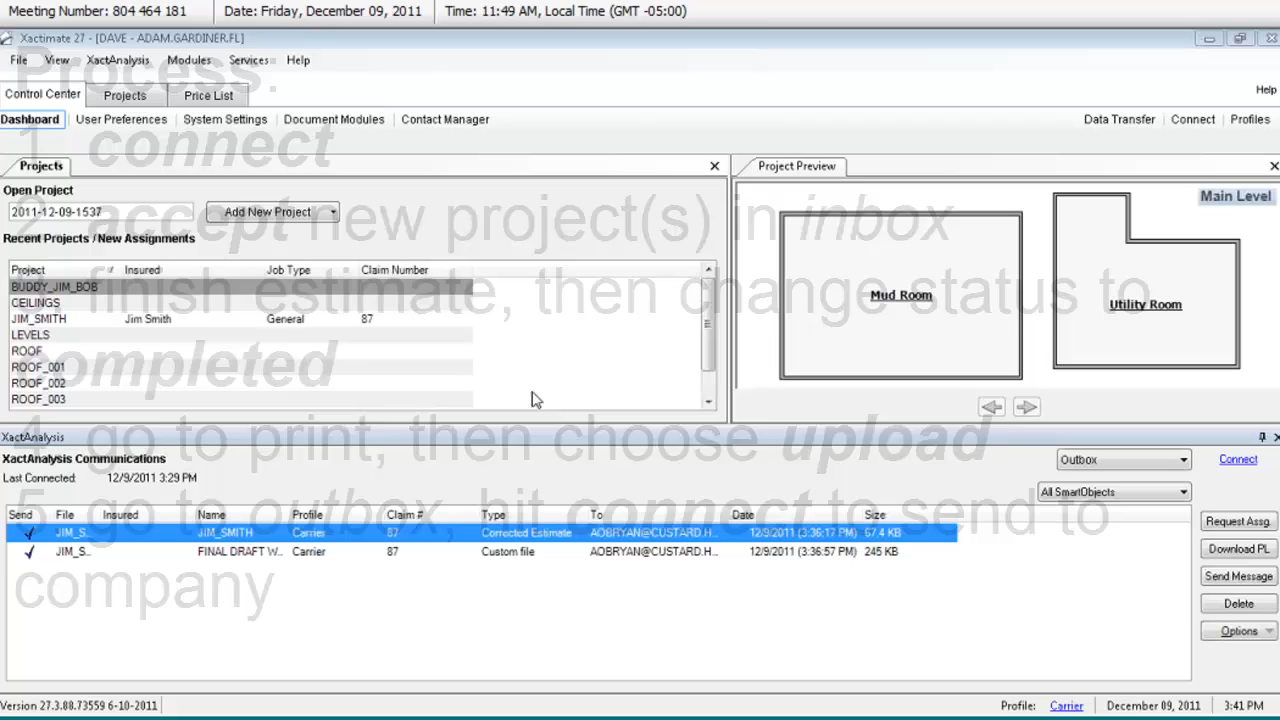 Meeting Number: 804 464 181 Date: Friday, December 09, 2011 Time: 11:49 AM, Local Time (GMT -05:00)
Xactimate 27 - [DAVE - ADAM.GARDINER.FL]
File View XactAnalysis Modules Services Help
Process:
Control Center Projects Price List Help
Dashboard User Preferences System Settings Document Modules Contact Manager Data Transfer Connect Profiles
1. connect
Projects Project Preview
Open Project Main Level
2011-12-09-1537 Add New Project
2. accept new project(s) in inbox
Recent Projects / New Assignments
Project / Insured Job Type Claim Number
BUDDY_JIM_BOB
3. finish estimate, then change status to
Mud Room Utility Room
CEILINGS
JIM_SMITH Jim Smith General 87
LEVELS
ROOF
ROOF_001
completed
ROOF_002
ROOF_003
XactAnalysis
4. go to print, then choose upload
XactAnalysis Communications Outbox Connect
Last Connected: 12/9/2011 3:29 PM
All SmartObjects
Send File Insured Name Profile Claim # Type To Date Size
5. go to outbox, hit connect to send to
Request Assg.
JIM_S... JIM_SMITH Carrier 87 Corrected Estimate AOBRYAN@CUSTARD.H... 12/9/2011 (3:36:17 PM) 67.4 KB
JIM_S... FINAL DRAFT W... Carrier 87 Custom file AOBRYAN@CUSTARD.H... 12/9/2011 (3:36:57 PM) 245 KB
Download PL
Send Message
company
Delete
Options
Version 27.3.88.73559 6-10-2011 Profile: Carrier December 09, 2011 3:41 PM